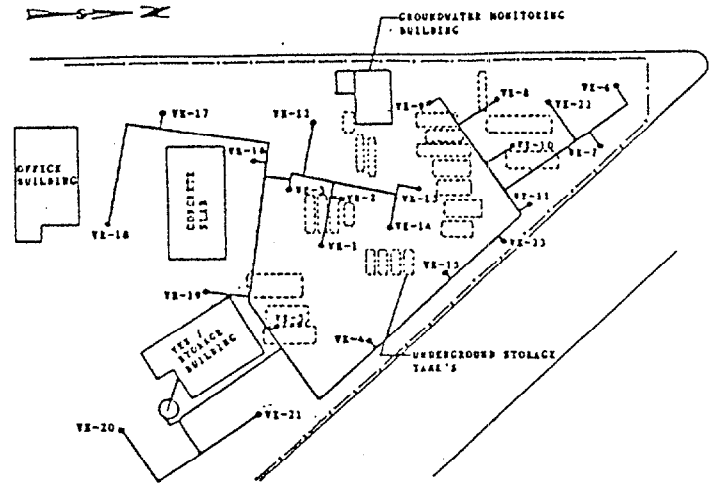 S
GROUNDWATER MONITORING
BUILDING
VE-17
VE-12
VE-9
VE-8
VE-22
VE-6
VE-16
VE-10
VE-7
OFFICE
BUILDING
CONCRETE
SLAB
VE-3
VE-2
VE-13
VE-11
VE-18
VE-1
VE-14
VE-23
VE-15
VE-19
VE-5
VES /
STORAGE
BUILDING
VE-4
UNDERGROUND STORAGE
TANK'S
VE-20
VE-21